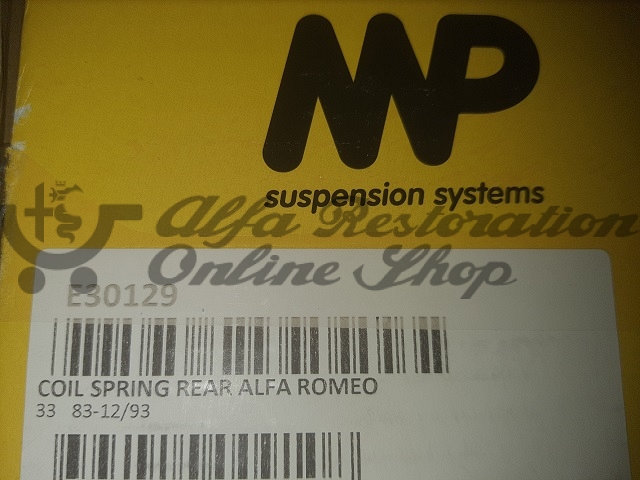 MP
suspension systems
Alfa Restoration
Online Shop
E30129
COIL SPRING REAR ALFA ROMEO
33 83-12/93